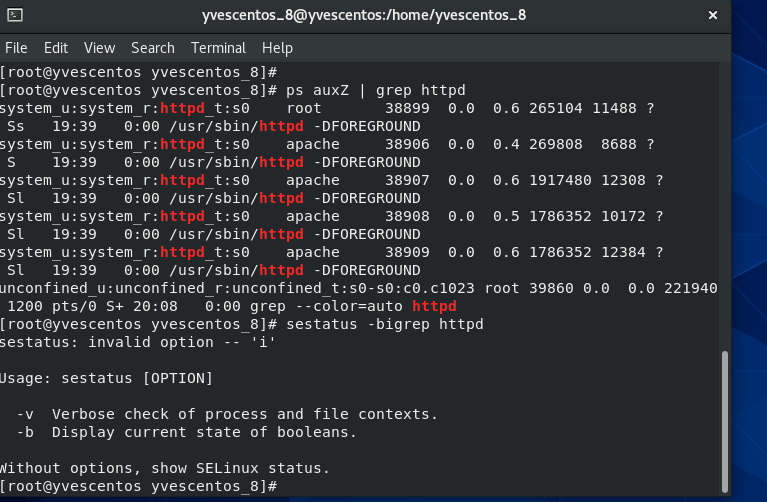 yvescentos_8@yvescentos:/home/yvescentos_8
File Edit View Search Terminal Help
[root@yvescentos yvescentos_8]#
[root@yvescentos yvescentos_8]# ps auxZ | grep httpd
system_u:system_r:httpd_t:s0    root       38899  0.0  0.6 265104 11488 ?
 Ss   19:39   0:00 /usr/sbin/httpd -DFOREGROUND
system_u:system_r:httpd_t:s0    apache     38906  0.0  0.4 269808  8688 ?
 S    19:39   0:00 /usr/sbin/httpd -DFOREGROUND
system_u:system_r:httpd_t:s0    apache     38907  0.0  0.6 1917480 12308 ?
 Sl   19:39   0:00 /usr/sbin/httpd -DFOREGROUND
system_u:system_r:httpd_t:s0    apache     38908  0.0  0.5 1786352 10172 ?
 Sl   19:39   0:00 /usr/sbin/httpd -DFOREGROUND
system_u:system_r:httpd_t:s0    apache     38909  0.0  0.6 1786352 12384 ?
 Sl   19:39   0:00 /usr/sbin/httpd -DFOREGROUND
unconfined_u:unconfined_r:unconfined_t:s0-s0:c0.c1023 root 39860 0.0  0.0 221940
 1200 pts/0 S+ 20:08   0:00 grep --color=auto httpd
[root@yvescentos yvescentos_8]# sestatus -bigrep httpd
sestatus: invalid option -- 'i'

Usage: sestatus [OPTION]

  -v  Verbose check of process and file contexts.
  -b  Display current state of booleans.

Without options, show SELinux status.
[root@yvescentos yvescentos_8]#